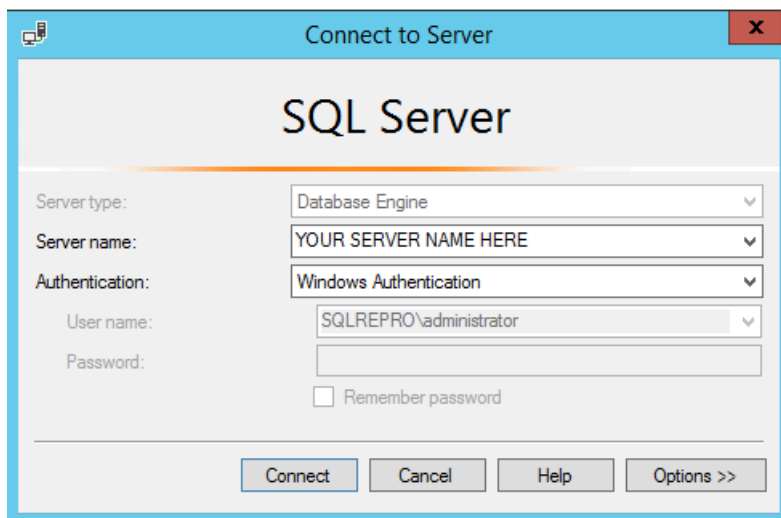 Connect to Server
x
SQL Server
Server type: Database Engine
Server name: YOUR SERVER NAME HERE
Authentication: Windows Authentication
User name: SQLREPRO\administrator
Password:
Remember password
Connect Cancel Help Options >>